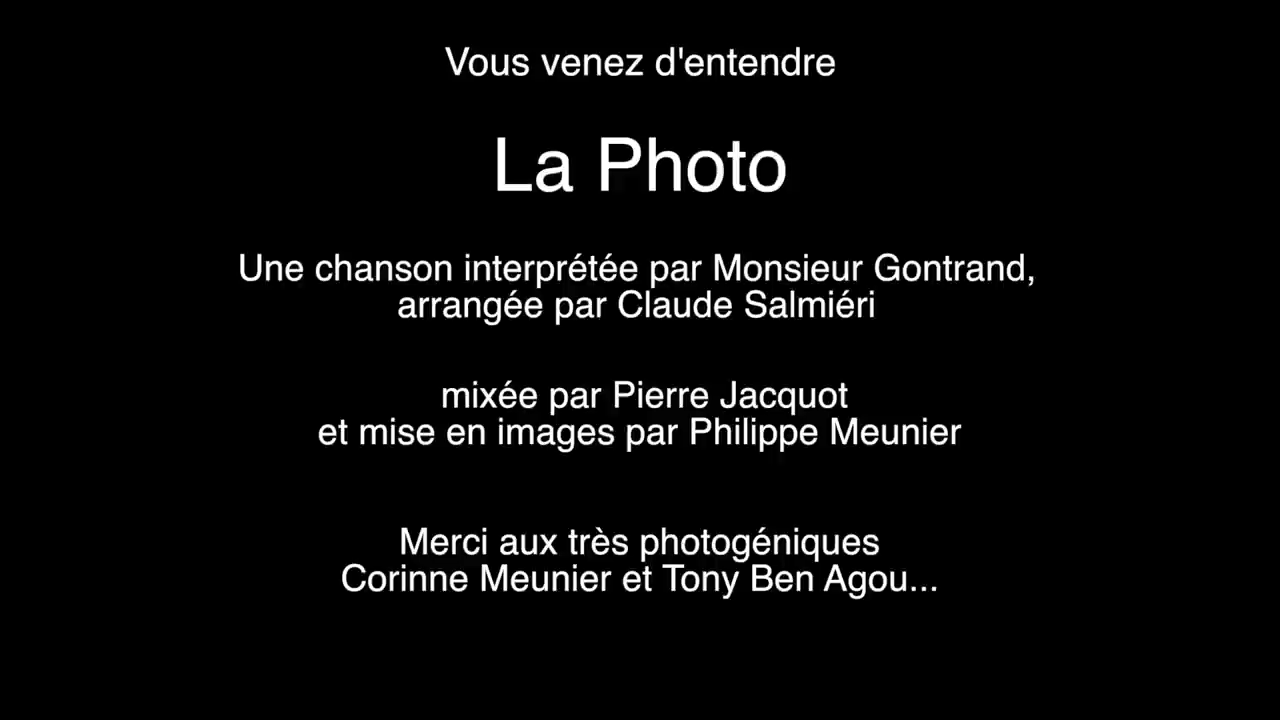 Vous venez d'entendre
La Photo
Une chanson interprétée par Monsieur Gontrand,
arrangée par Claude Salmiéri
mixée par Pierre Jacquot
et mise en images par Philippe Meunier
Merci aux très photogéniques
Corinne Meunier et Tony Ben Agou...